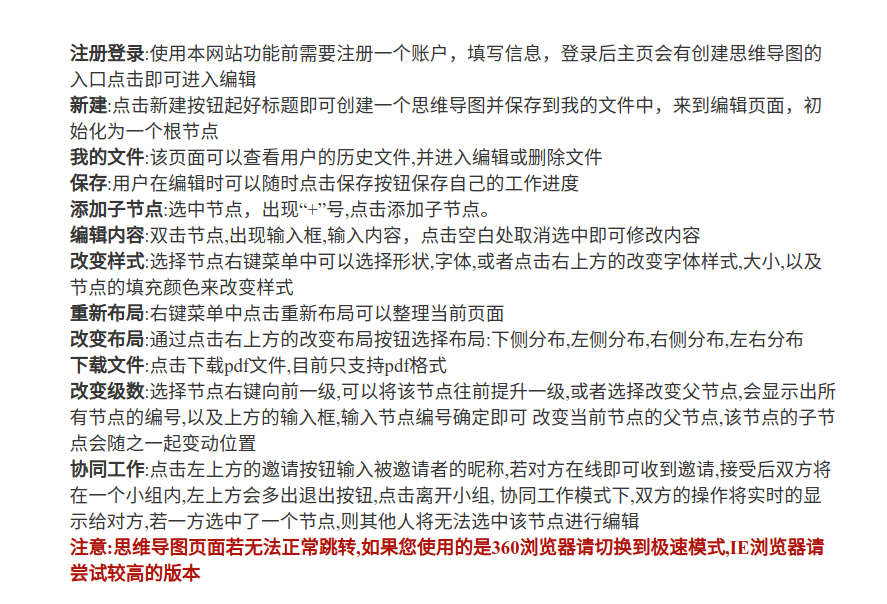 注册登录:使用本网站功能前需要注册一个账户，填写信息，登录后主页会有创建思维导图的
入口点击即可进入编辑
新建:点击新建按钮起好标题即可创建一个思维导图并保存到我的文件中，来到编辑页面，初
始化为一个根节点
我的文件:该页面可以查看用户的历史文件,并进入编辑或删除文件
保存:用户在编辑时可以随时点击保存按钮保存自己的工作进度
添加子节点:选中节点，出现“+”号,点击添加子节点。
编辑内容:双击节点,出现输入框,输入内容，点击空白处取消选中即可修改内容
改变样式:选择节点右键菜单中可以选择形状,字体,或者点击右上方的改变字体样式,大小,以及
节点的填充颜色来改变样式
重新布局:右键菜单中点击重新布局可以整理当前页面
改变布局:通过点击右上方的改变布局按钮选择布局:下侧分布,左侧分布,右侧分布,左右分布
下载文件:点击下载pdf文件,目前只支持pdf格式
改变级数:选择节点右键向前一级,可以将该节点往前提升一级,或者选择改变父节点,会显示出所
有节点的编号,以及上方的输入框,输入节点编号确定即可 改变当前节点的父节点,该节点的子节
点会随之一起变动位置
协同工作:点击左上方的邀请按钮输入被邀请者的昵称,若对方在线即可收到邀请,接受后双方将
在一个小组内,左上方会多出退出按钮,点击离开小组, 协同工作模式下,双方的操作将实时的显
示给对方,若一方选中了一个节点,则其他人将无法选中该节点进行编辑
注意:思维导图页面若无法正常跳转,如果您使用的是360浏览器请切换到极速模式,IE浏览器请
尝试较高的版本